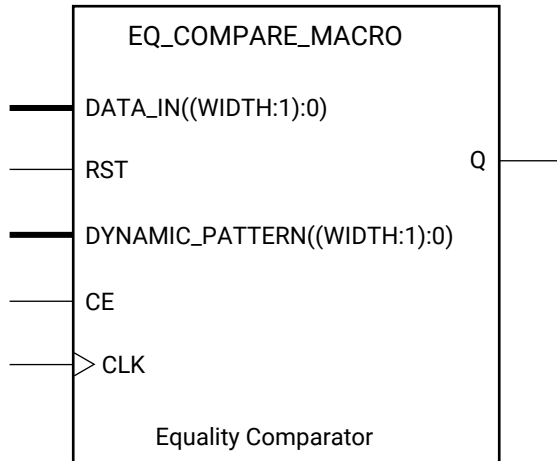 EQ_COMPARE_MACRO
DATA_IN((WIDTH:1):0)
RST
Q
DYNAMIC_PATTERN((WIDTH:1):0)
CE
CLK
Equality Comparator